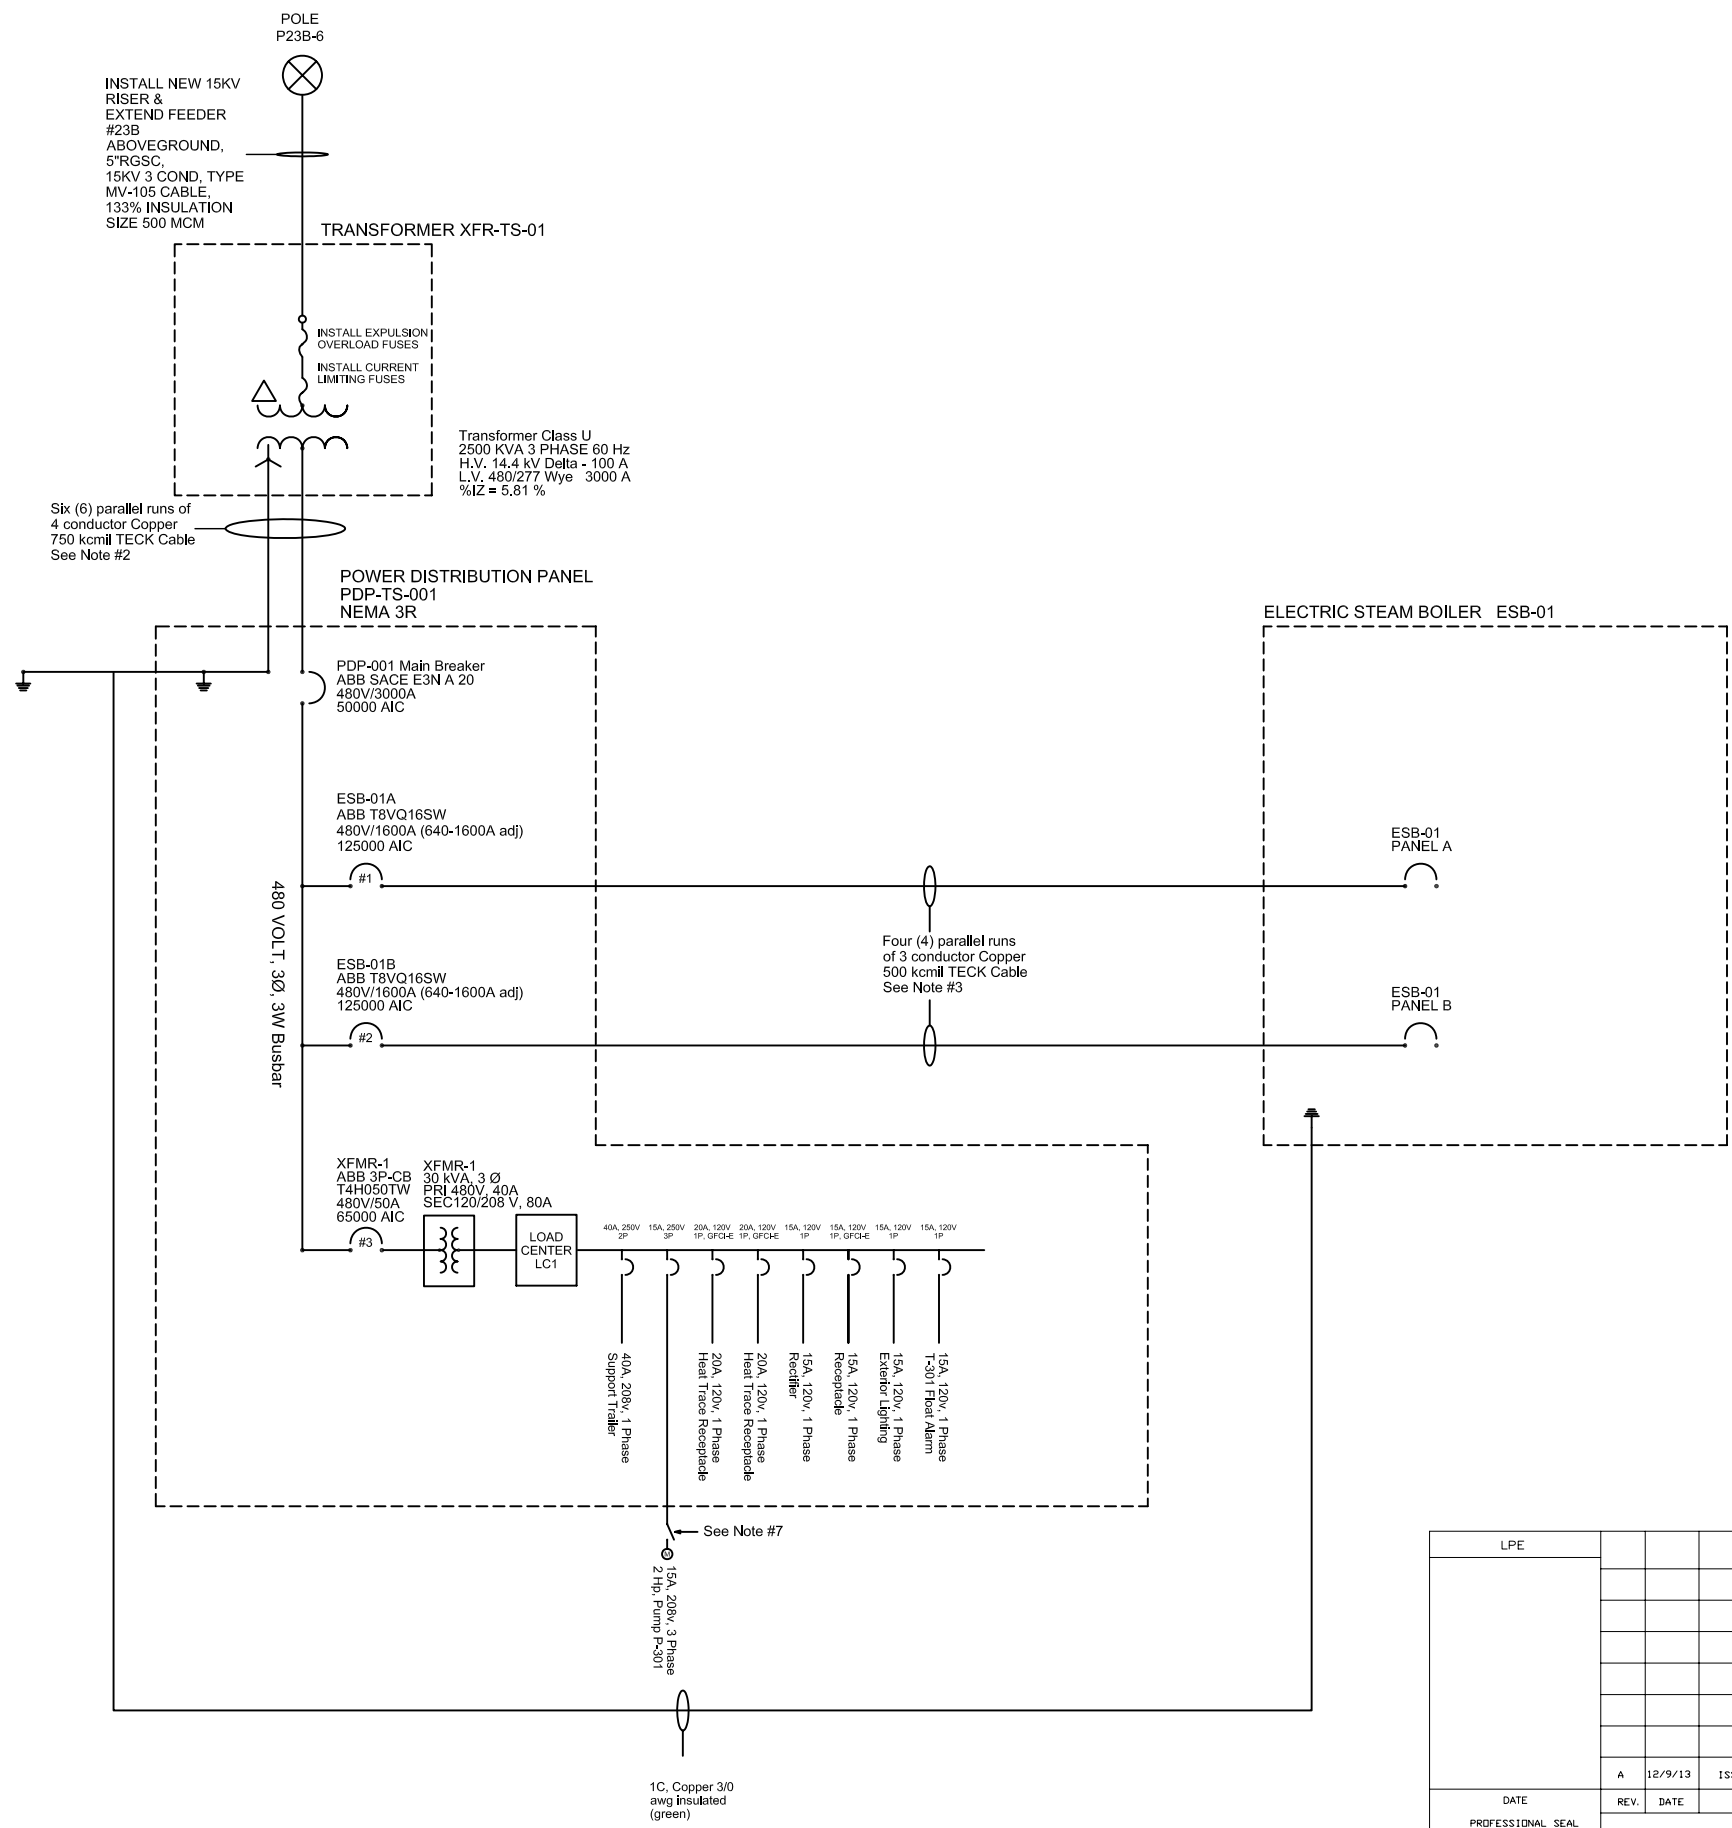 POLE
P23B-6
INSTALL NEW 15KV
RISER &
EXTEND FEEDER
#23B
ABOVEGROUND,
5"RGSC,
15KV 3 COND, TYPE
MV-105 CABLE,
133% INSULATION
SIZE 500 MCM
TRANSFORMER XFR-TS-01
INSTALL EXPULSION
OVERLOAD FUSES
INSTALL CURRENT
LIMITING FUSES
Transformer Class U
2500 KVA 3 PHASE 60 Hz
H.V. 14.4 kV Delta - 100 A
L.V. 480/277 Wye 3000 A
%IZ = 5.81 %
Six (6) parallel runs of
4 conductor Copper
750 kcmil TECK Cable
See Note #2
POWER DISTRIBUTION PANEL
PDP-TS-001
NEMA 3R
ELECTRIC STEAM BOILER ESB-01
PDP-001 Main Breaker
ABB SACE E3N A 20
480V/3000A
50000 AIC
ESB-01A
ABB T8VQ16SW
480V/1600A (640-1600A adj)
125000 AIC
#1
ESB-01
PANEL A
480 VOLT, 3Ø, 3W Busbar
Four (4) parallel runs
of 3 conductor Copper
500 kcmil TECK Cable
See Note #3
ESB-01B
ABB T8VQ16SW
480V/1600A (640-1600A adj)
125000 AIC
#2
ESB-01
PANEL B
XFMR-1
ABB 3P-CB
T4H050TW
480V/50A
65000 AIC
#3
XFMR-1
30 kVA, 3 Ø
PRI 480V, 40A
SEC120/208 V, 80A
LOAD
CENTER
LC1
40A, 250V
2P
15A, 250V
3P
20A, 120V
1P, GFCI-E
20A, 120V
1P, GFCI-E
15A, 120V
1P
15A, 120V
1P, GFCI-E
15A, 120V
1P
15A, 120V
1P
40A, 208v, 1 Phase
Support Trailer
20A, 120v, 1 Phase
Heat Trace Receptacle
20A, 120v, 1 Phase
Heat Trace Receptacle
15A, 120v, 1 Phase
Rectifier
15A, 120v, 1 Phase
Receptacle
15A, 120v, 1 Phase
Exterior Lighting
15A, 120v, 1 Phase
T-301 Float Alarm
See Note #7
M
15A, 208v, 3 Phase
2 Hp, Pump P-301
1C, Copper 3/0
awg insulated
(green)
LPE
A 12/9/13
DATE
REV. DATE
PROFESSIONAL SEAL